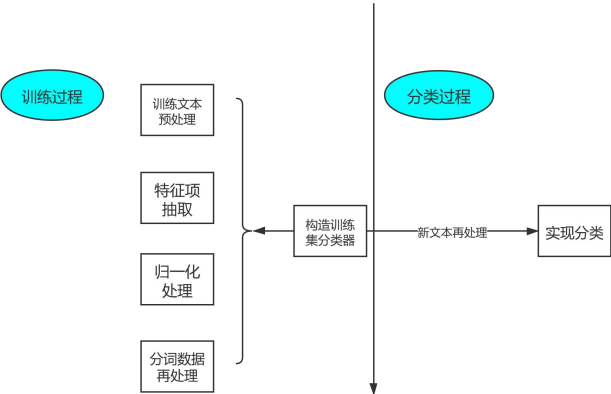 训练过程
分类过程
训练文本
预处理
特征项
抽取
归一化
处理
分词数据
再处理
构造训练
集分类器
新文本再处理
实现分类